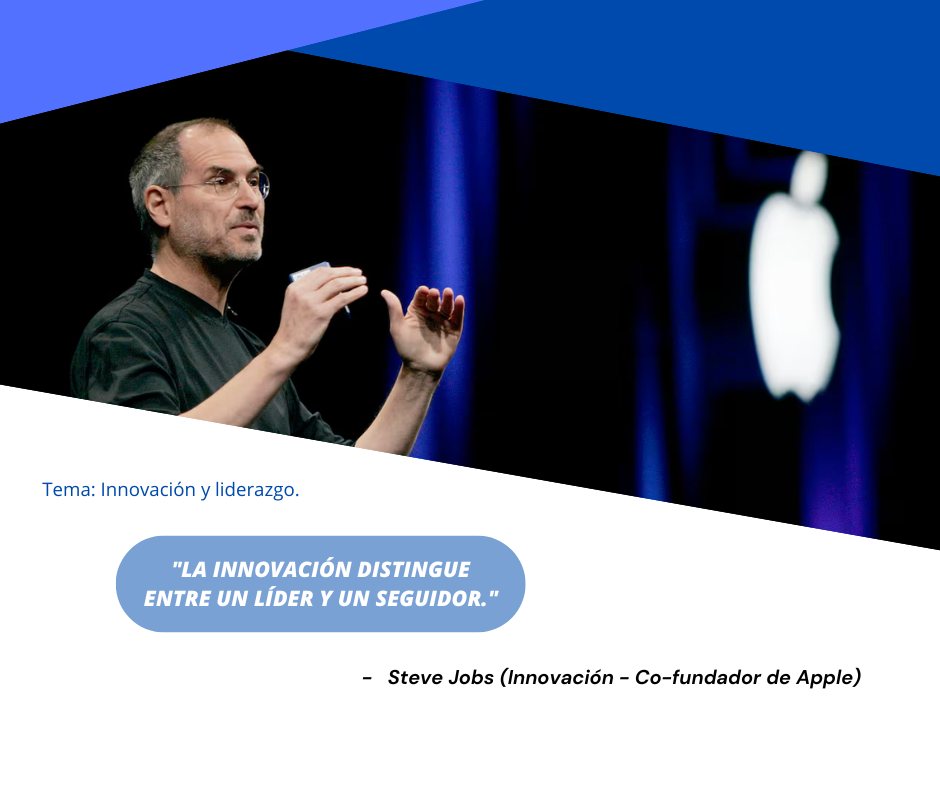 Tema: Innovación y liderazgo.
"LA INNOVACIÓN DISTINGUE
ENTRE UN LÍDER Y UN SEGUIDOR."
- Steve Jobs (Innovación - Co-fundador de Apple)